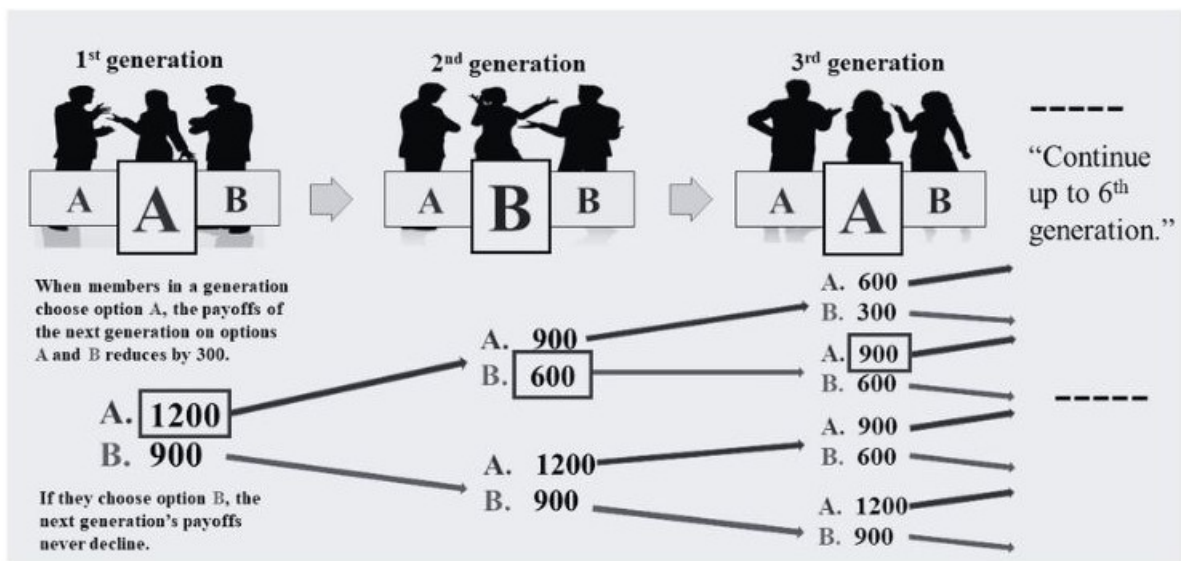 1st generation
2nd generation
3rd generation
A A B
A B B
A A B
-----
“Continue
up to 6th
generation.”
When members in a generation
choose option A, the payoffs of
the next generation on options
A and B reduces by 300.
A. 1200
B. 900
If they choose option B, the
next generation’s payoffs
never decline.
A. 900
B. 600
A. 1200
B. 900
A. 600
B. 300
A. 900
B. 600
A. 900
B. 600
A. 1200
B. 900
-----